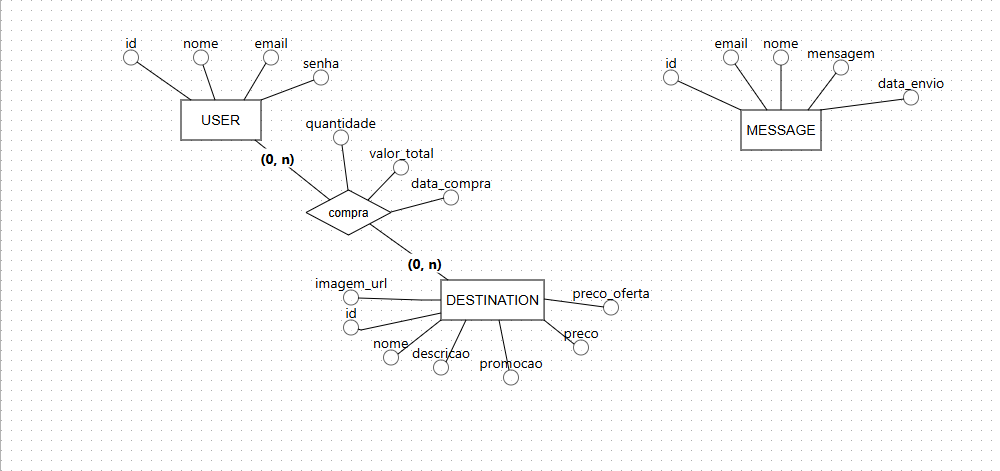 id
nome
email
senha
USER
(0, n)
quantidade
valor_total
data_compra
compra
(0, n)
imagem_url
id
nome
descricao
promocao
preco
preco_oferta
DESTINATION
id
email
nome
mensagem
data_envio
MESSAGE